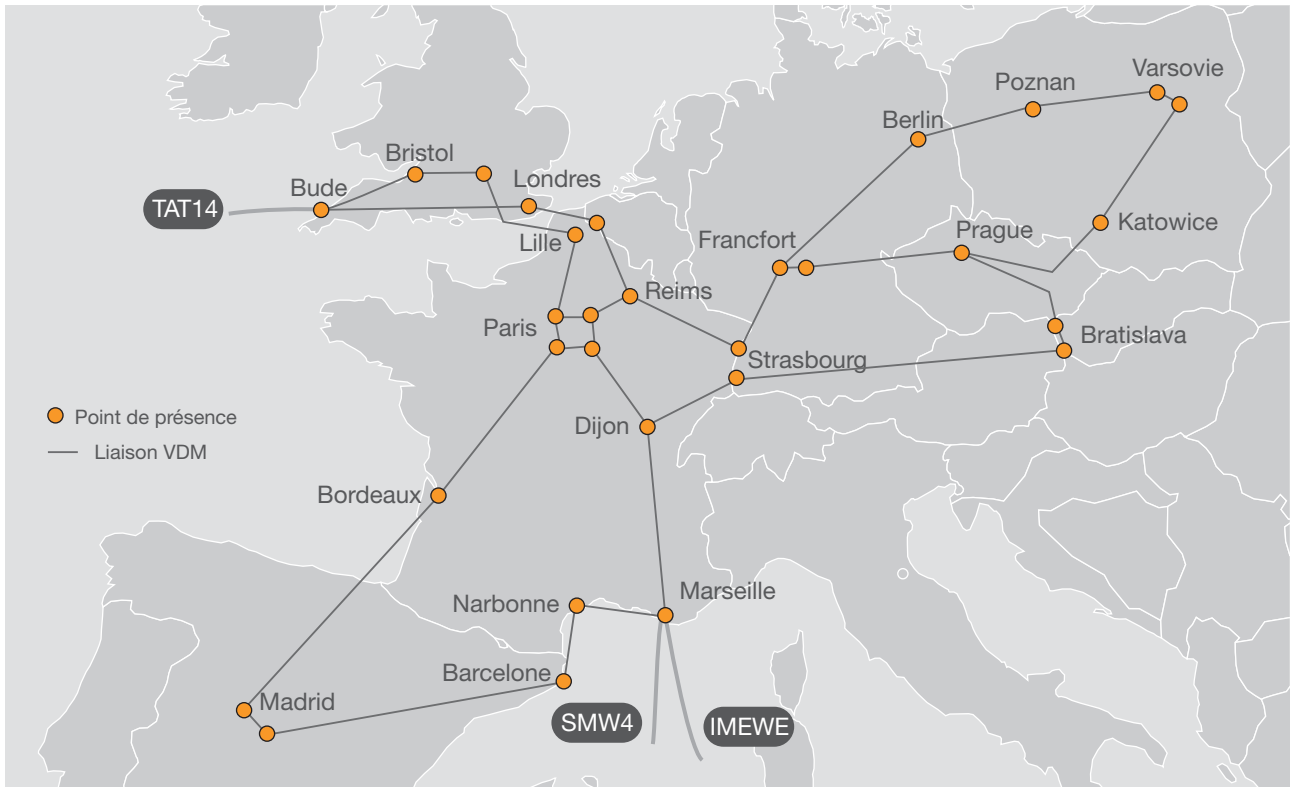 Varsovie
Poznan
Berlin
Bristol
Bude
Londres
TAT14
Lille
Francfort
Prague
Katowice
Reims
Paris
Bratislava
Strasbourg
Point de présence
Dijon
Liaison VDM
Bordeaux
Marseille
Narbonne
Barcelone
Madrid
SMW4
IMEWE